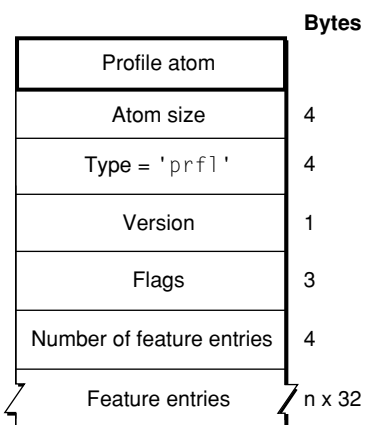 Bytes
Profile atom
Atom size 4
Type = 'prfl' 4
Version 1
Flags 3
Number of feature entries 4
Feature entries n x 32